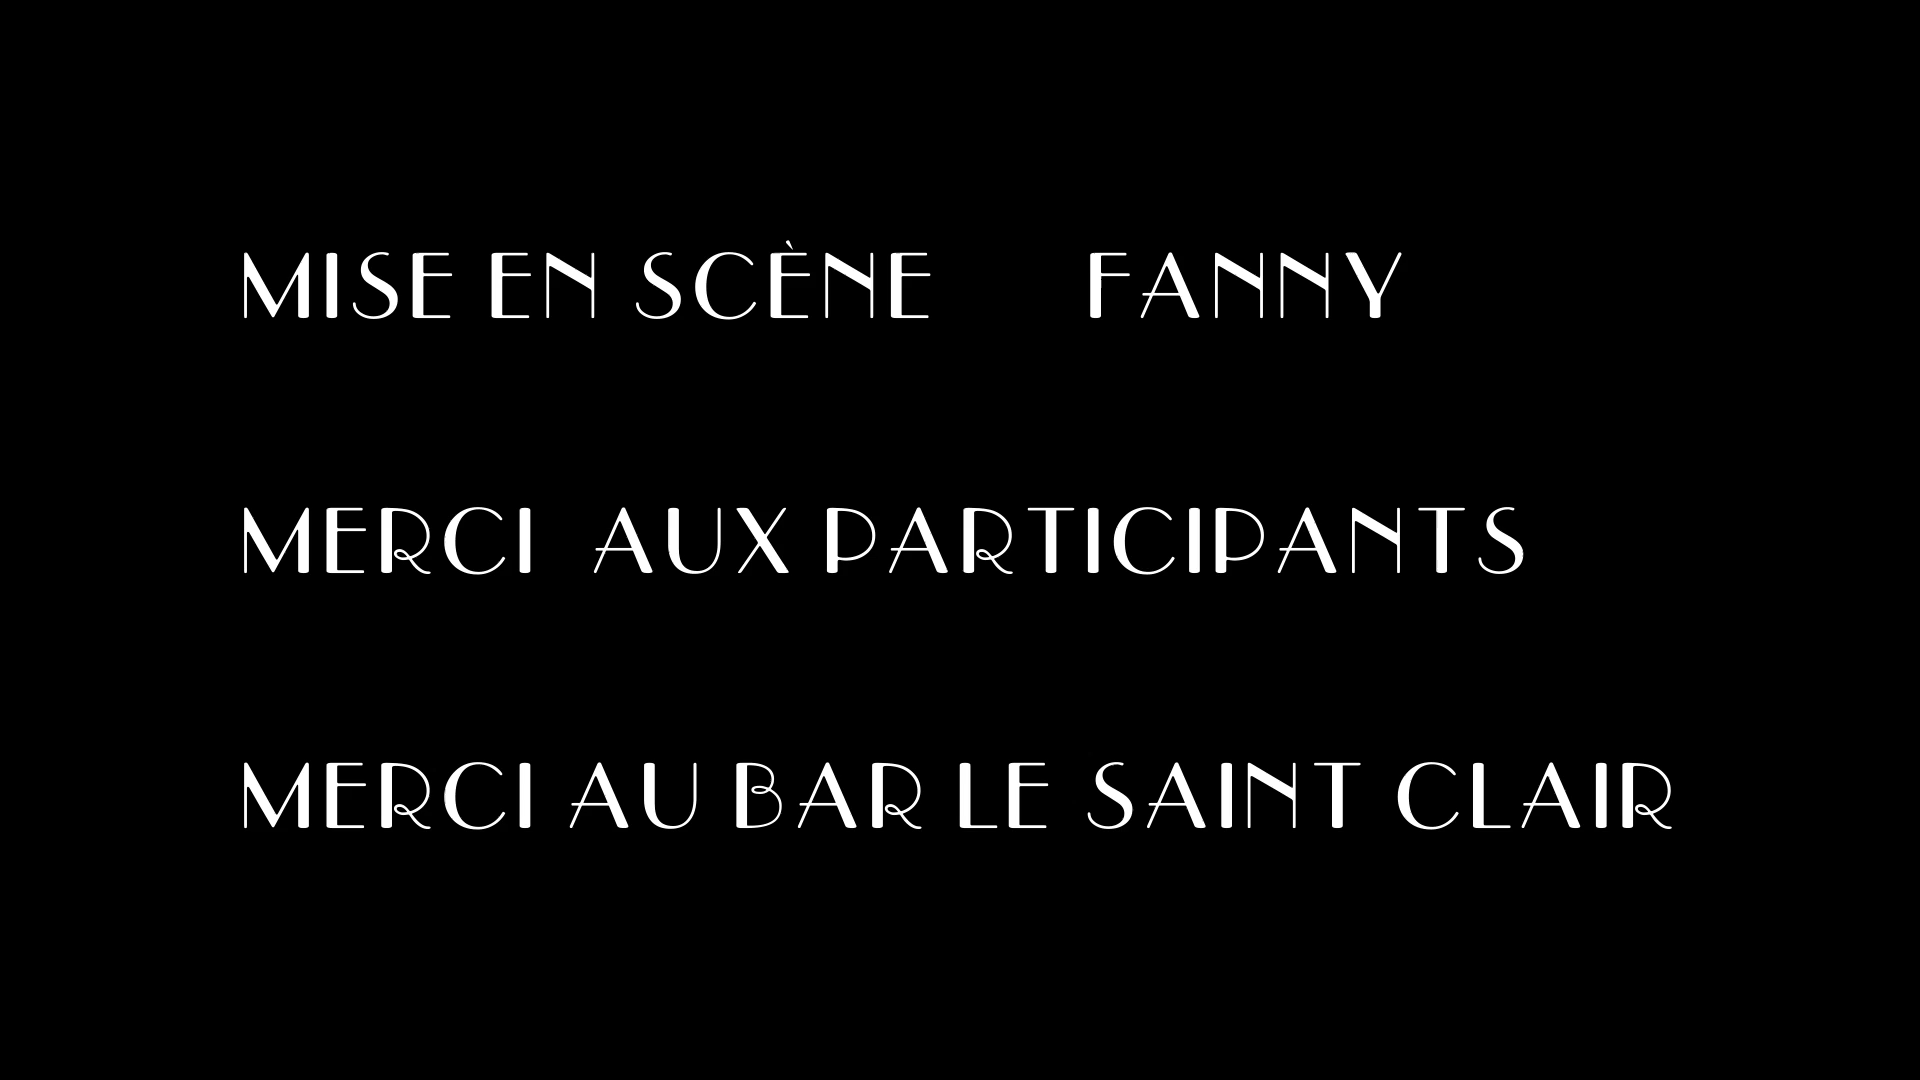 MISE EN SCÈNE FANNY
MERCI AUX PARTICIPANTS
MERCI AU BAR LE SAINT CLAIR